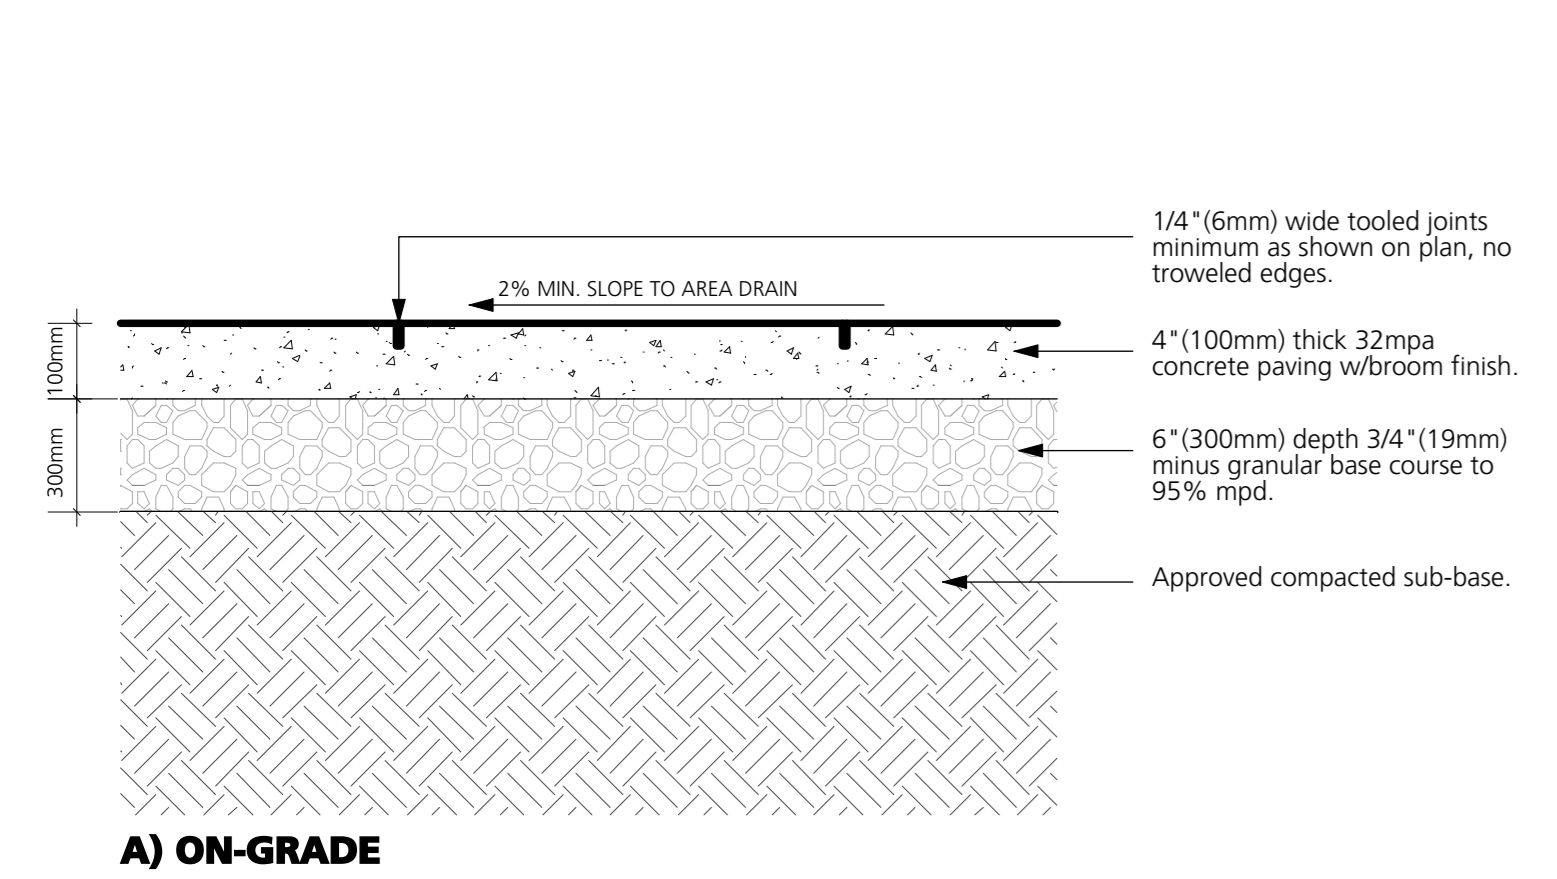 1/4"(6mm) wide tooled joints
minimum as shown on plan, no
troweled edges.
2% MIN. SLOPE TO AREA DRAIN
100mm
4"(100mm) thick 32mpa
concrete paving w/broom finish.
300mm
6"(300mm) depth 3/4"(19mm)
minus granular base course to
95% mpd.
Approved compacted sub-base.
A) ON-GRADE